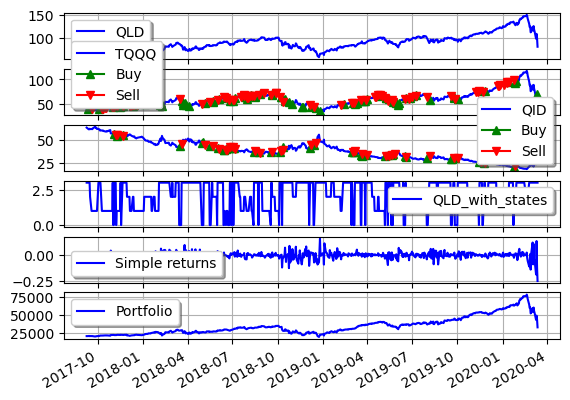 150
100
QLD
TQQQ
Buy
Sell
100
50
QID
Buy
Sell
50
25
2.5
0.0
QLD_with_states
0.00
-0.25
Simple returns
75000
50000
25000
Portfolio
2017-10
2018-01
2018-04
2018-07
2018-10
2019-01
2019-04
2019-07
2019-10
2020-01
2020-04